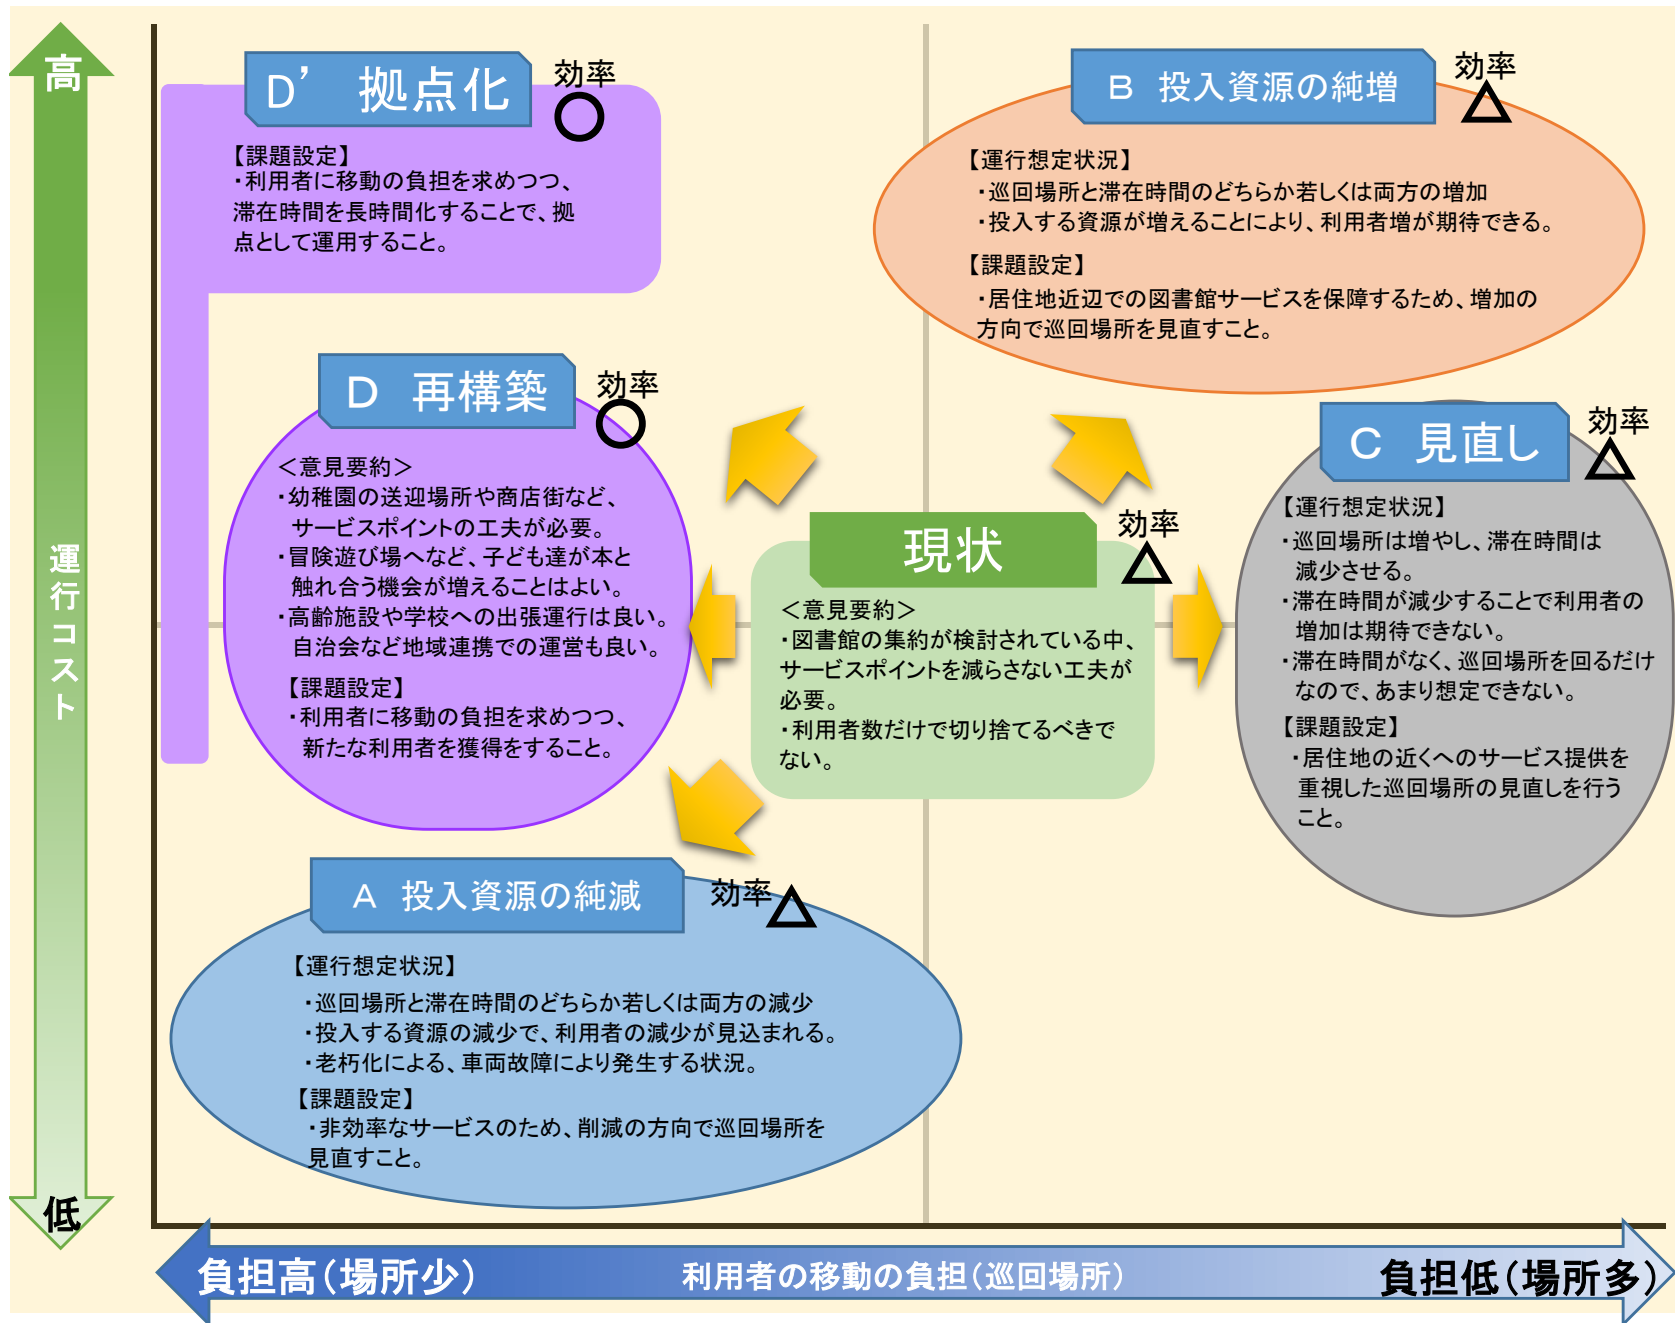 高
運行コスト
低
D’　拠点化
効率
○
【課題設定】
・利用者に移動の負担を求めつつ、
滞在時間を長時間化することで、拠
点として運用すること。
B　投入資源の純増
効率
△
【運行想定状況】
・巡回場所と滞在時間のどちらか若しくは両方の増加
・投入する資源が増えることにより、利用者増が期待できる。
【課題設定】
・居住地近辺での図書館サービスを保障するため、増加の
方向で巡回場所を見直すこと。
D　再構築
効率
○
＜意見要約＞
・幼稚園の送迎場所や商店街など、
サービスポイントの工夫が必要。
・冒険遊び場へなど、子ども達が本と
触れ合う機会が増えることはよい。
・高齢施設や学校への出張運行は良い。
自治会など地域連携での運営も良い。
【課題設定】
・利用者に移動の負担を求めつつ、
新たな利用者を獲得をすること。
現状
効率
△
＜意見要約＞
・図書館の集約が検討されている中、
サービスポイントを減らさない工夫が
必要。
・利用者数だけで切り捨てるべきで
ない。
C　見直し
効率
△
【運行想定状況】
・巡回場所は増やし、滞在時間は
減少させる。
・滞在時間が減少することで利用者の
増加は期待できない。
・滞在時間がなく、巡回場所を回るだけ
なので、あまり想定できない。
【課題設定】
・居住地の近くへのサービス提供を
重視した巡回場所の見直しを行う
こと。
A　投入資源の純減
効率
△
【運行想定状況】
・巡回場所と滞在時間のどちらか若しくは両方の減少
・投入する資源の減少で、利用者の減少が見込まれる。
・老朽化による、車両故障により発生する状況。
【課題設定】
・非効率なサービスのため、削減の方向で巡回場所を
見直すこと。
負担高（場所少）
利用者の移動の負担（巡回場所）
負担低（場所多）